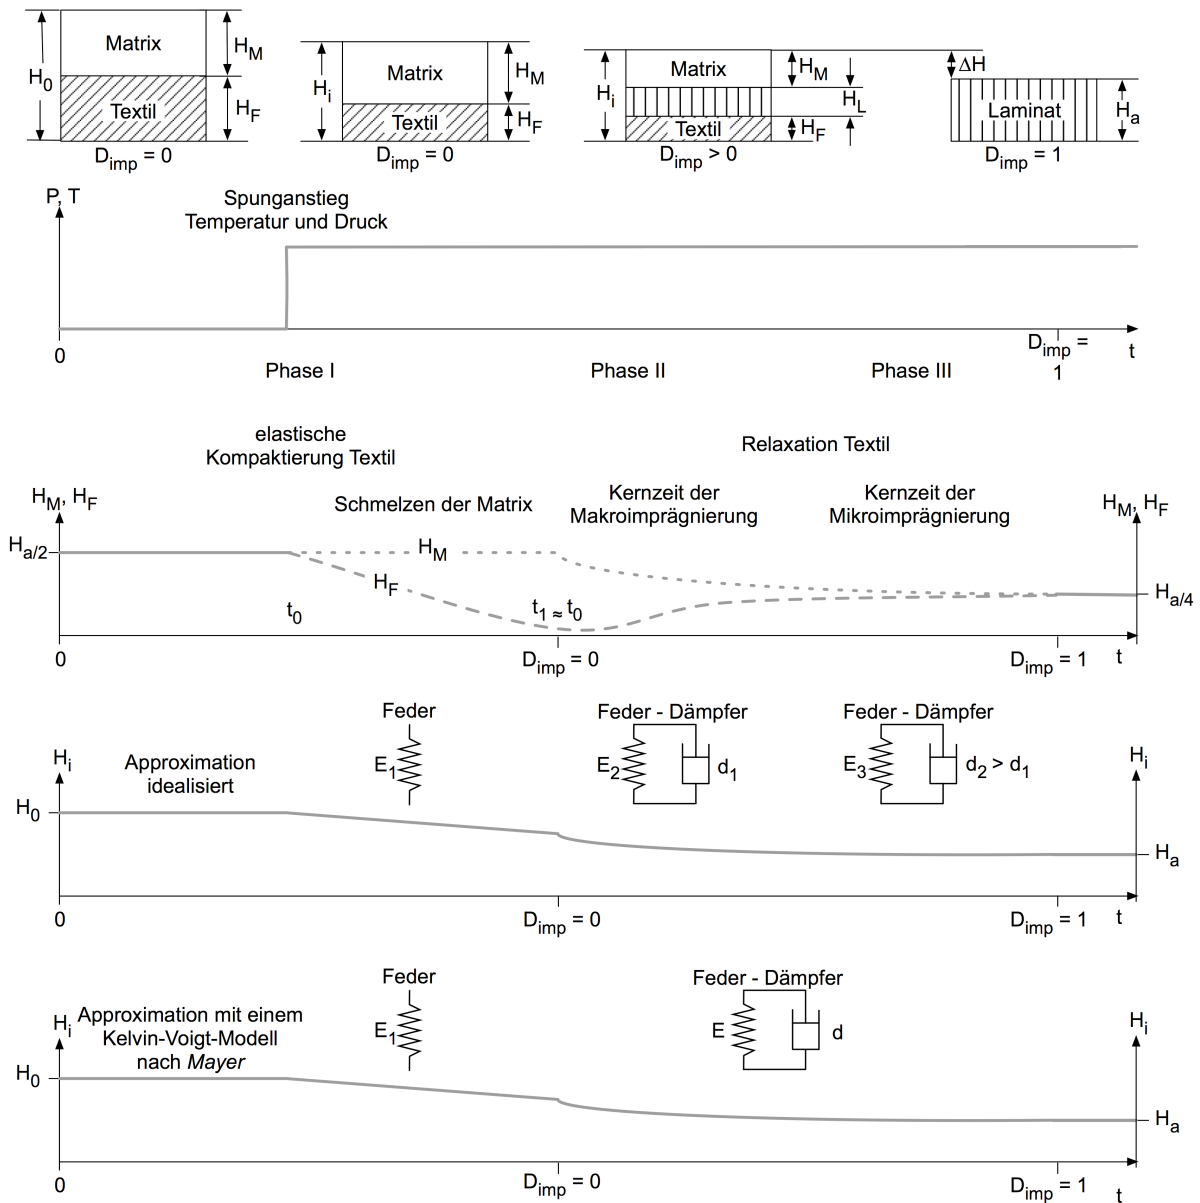 H0
Matrix
Textil
HM
HF
Dimp = 0
Hi
Matrix
Textil
HM
HF
Dimp = 0
Hi
Matrix
Textil
HM
HL
HF
Dimp > 0
ΔH
Laminat
Ha
Dimp = 1
P, T
Spunganstieg
Temperatur und Druck
0
Dimp =
1
t
Phase I
Phase II
Phase III
elastische
Kompaktierung Textil
Relaxation Textil
Schmelzen der Matrix
Kernzeit der
Makroimprägnierung
Kernzeit der
Mikroimprägnierung
HM, HF
HM, HF
Ha/2
HM
HF
t0
t1 ≈ t0
Ha/4
0
Dimp = 0
Dimp = 1
t
Feder
Feder - Dämpfer
Feder - Dämpfer
Hi
Approximation
idealisiert
E1
E2
d1
E3
d2 > d1
Hi
H0
Ha
0
Dimp = 0
Dimp = 1
t
Feder
Feder - Dämpfer
Hi
Approximation mit einem
Kelvin-Voigt-Modell
nach Mayer
E1
E
d
Hi
H0
Ha
0
Dimp = 0
Dimp = 1
t